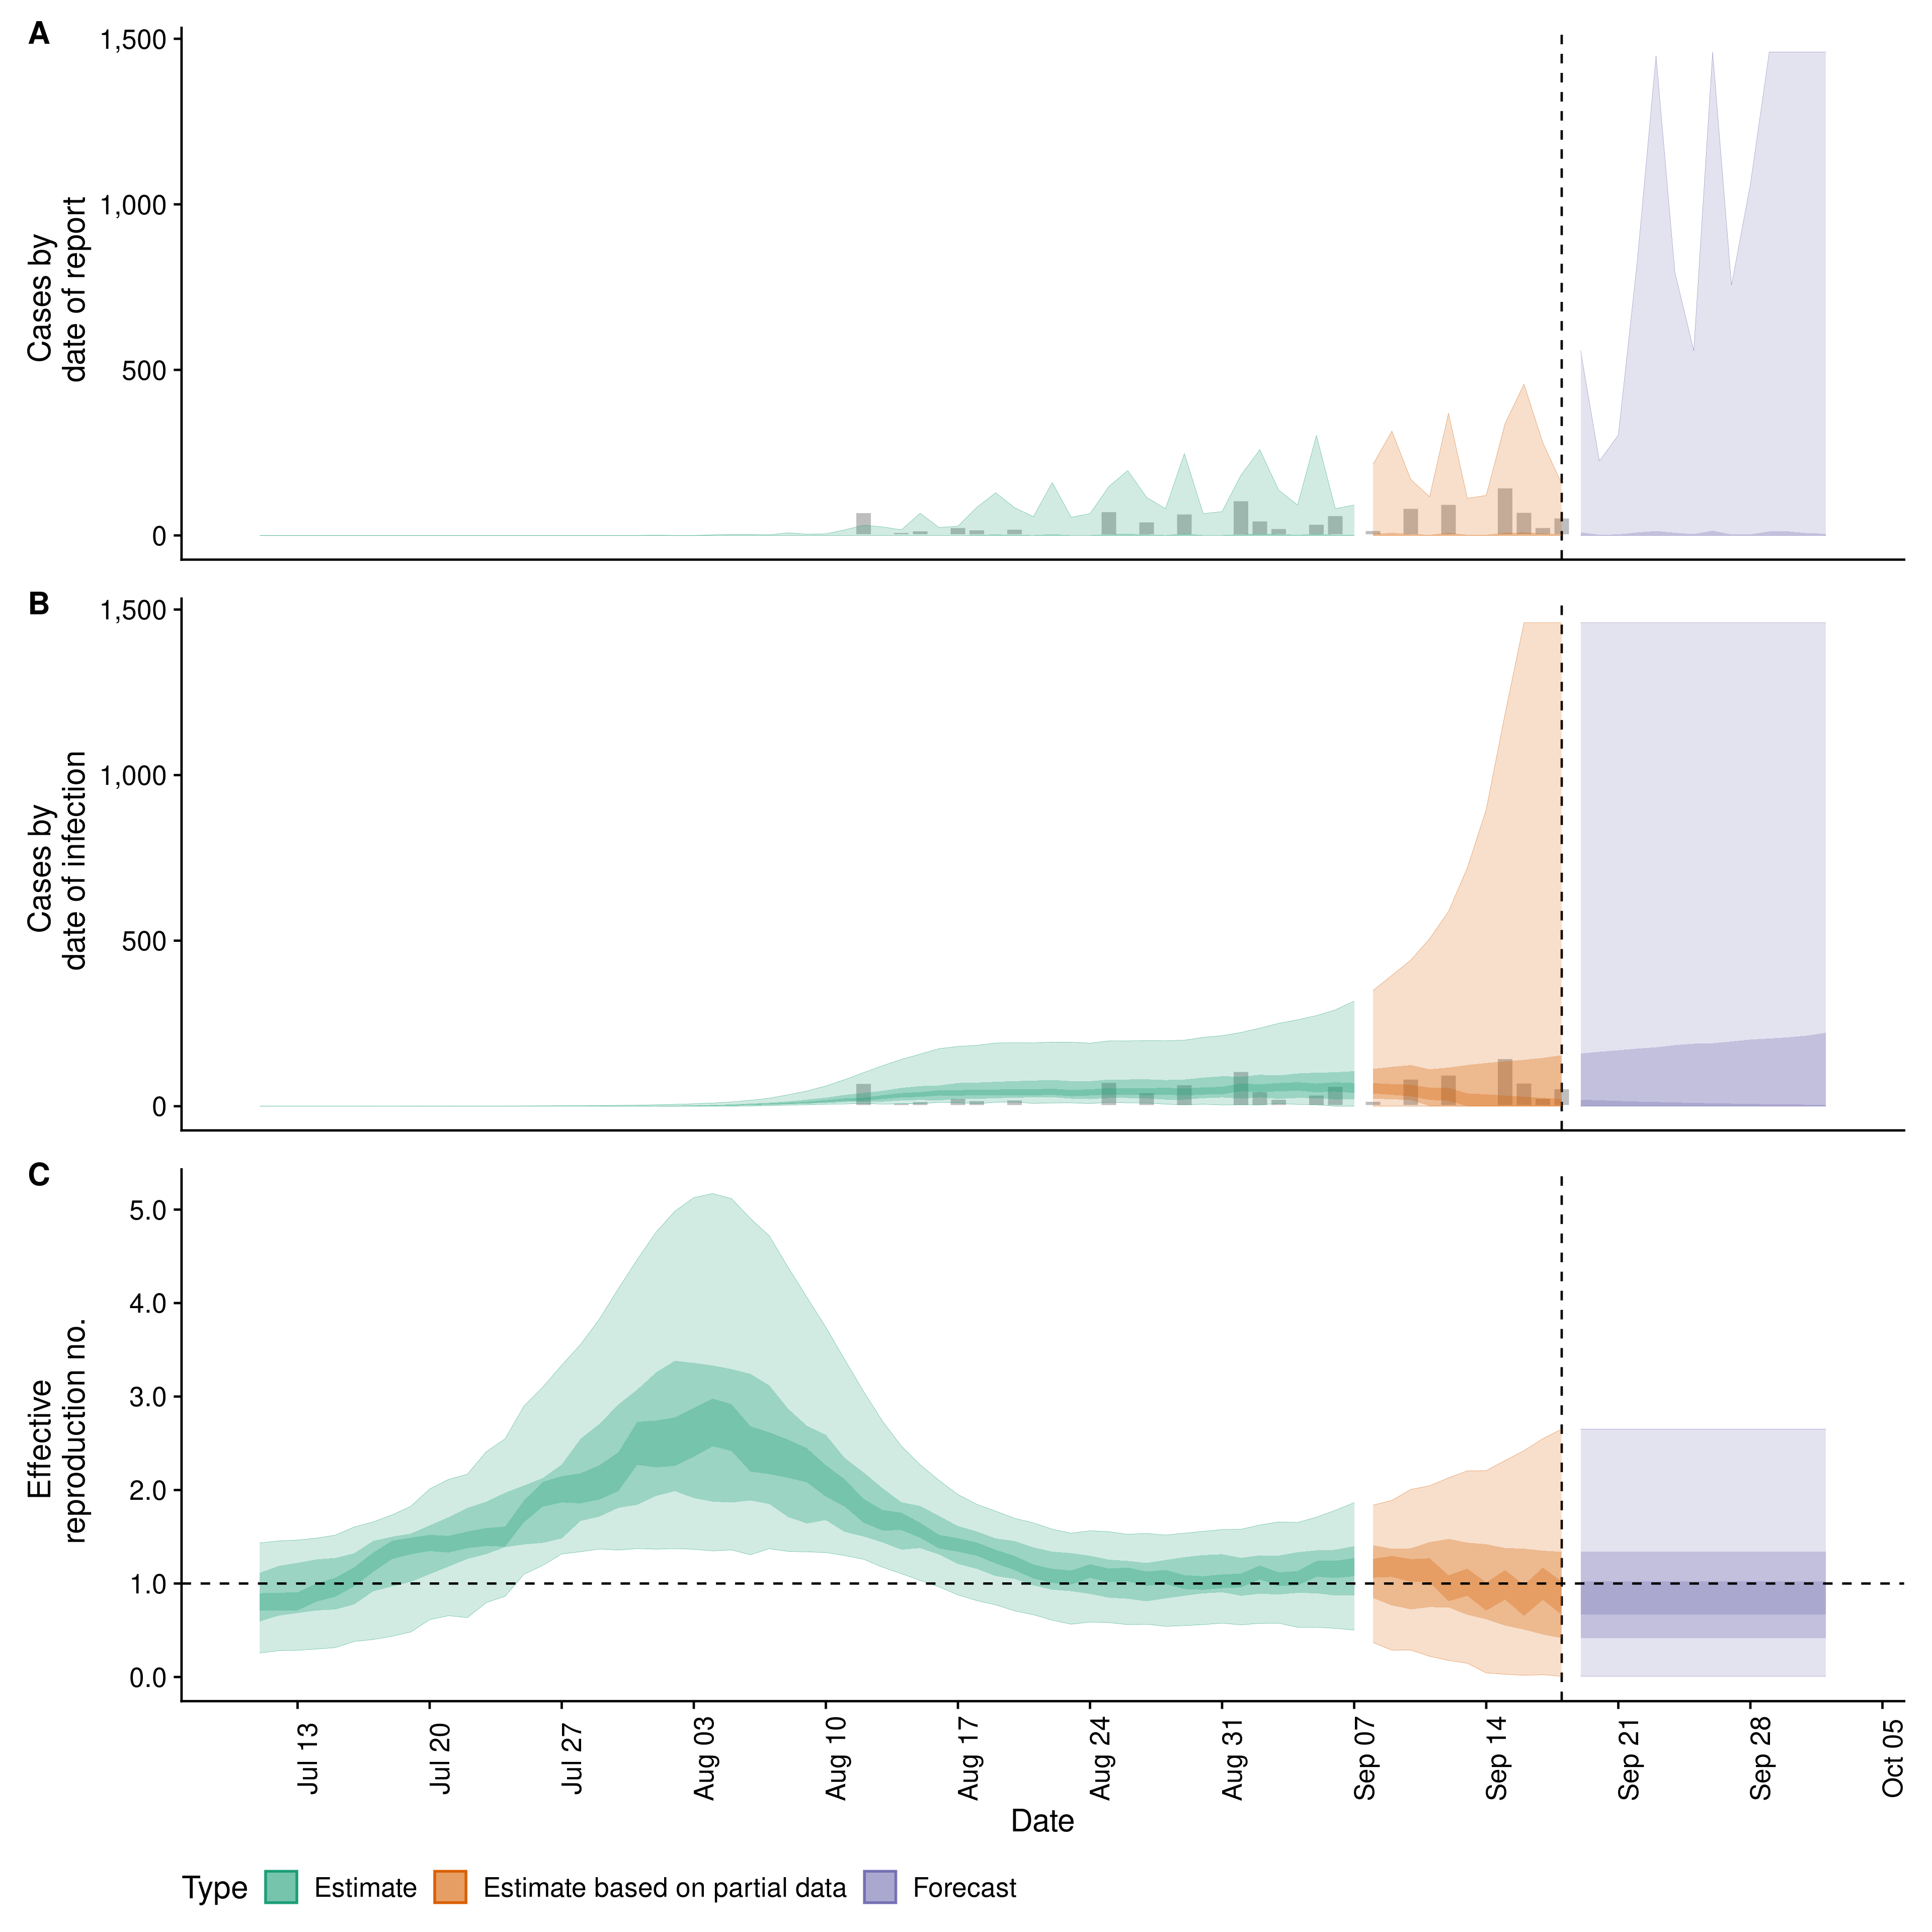 A
1,500
1,000
500
0
Cases by
date of report
B
1,500
1,000
500
0
Cases by
date of infection
C
5.0
4.0
3.0
2.0
1.0
0.0
Effective
reproduction no.
Jul 13
Jul 20
Jul 27
Aug 03
Aug 10
Aug 17
Aug 24
Aug 31
Sep 07
Sep 14
Sep 21
Sep 28
Oct 05
Date
Type Estimate Estimate based on partial data Forecast